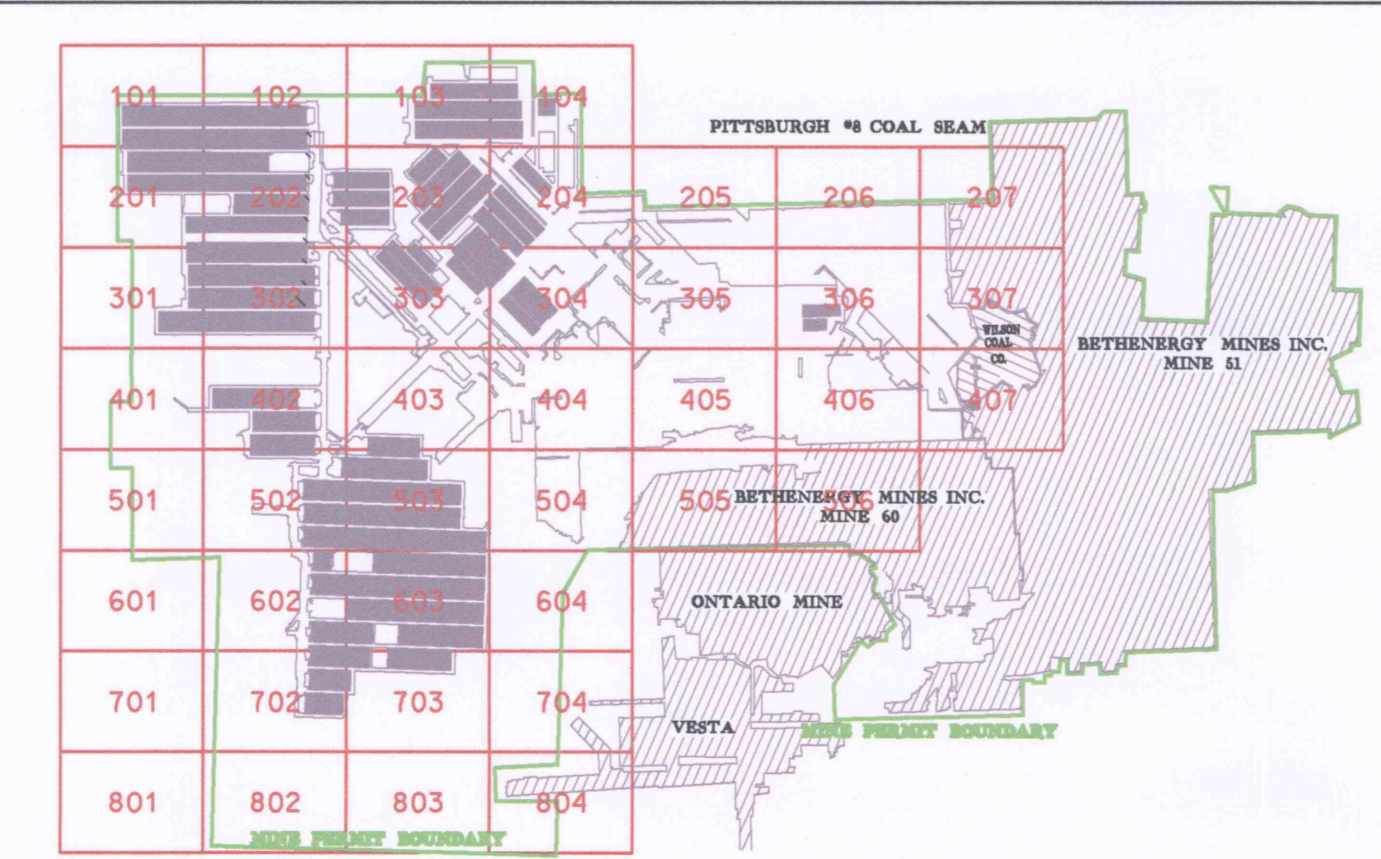 101 102 103 104
PITTSBURGH #8 COAL SEAM
201 202 203 204 205 206 207
301 302 303 304 305 306 307
WILSON
COAL
CO.
BETHENERGY MINES INC.
MINE 51
401 402 403 404 405 406 407
501 502 503 504 505 506
BETHENERGY MINES INC.
MINE 60
601 602 603 604
ONTARIO MINE
701 702 703 704
VESTA
MINE PERMIT BOUNDARY
801 802 803 804
MINE PERMIT BOUNDARY